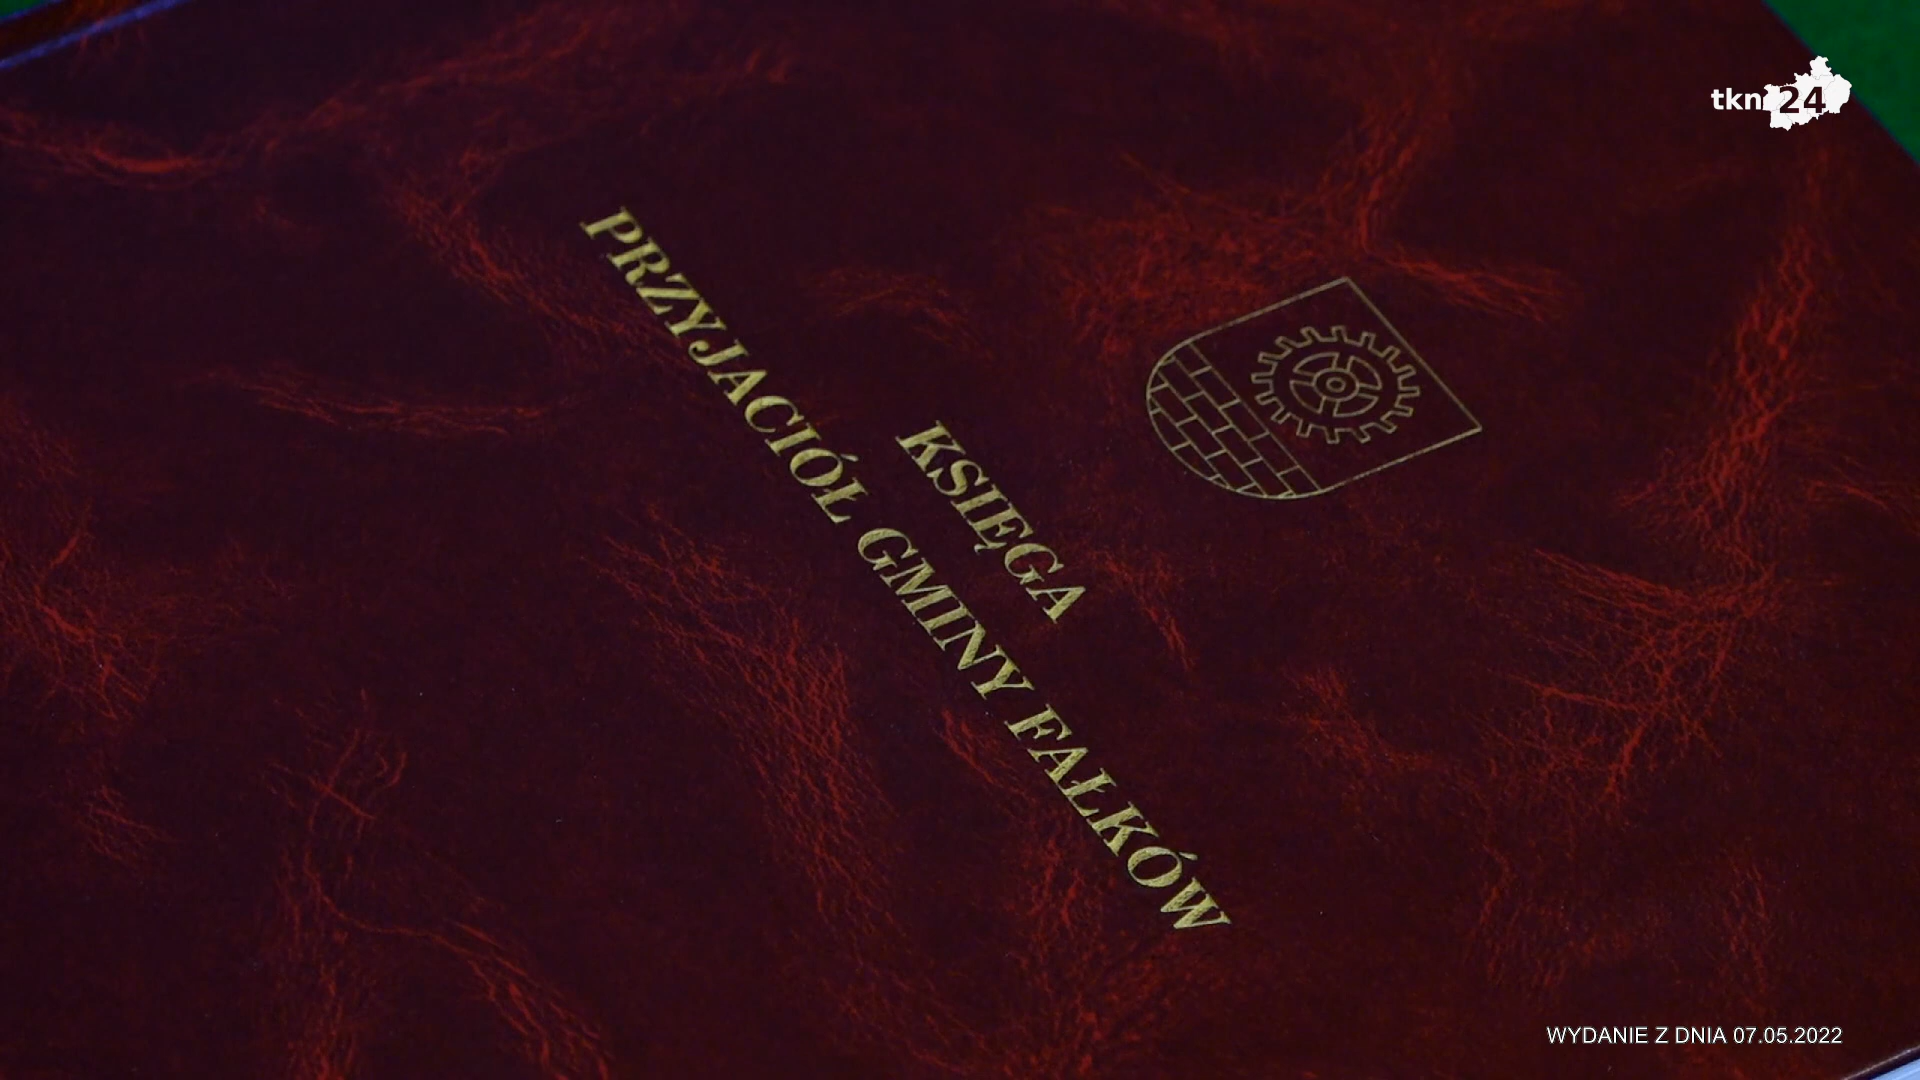 tkn24
KSIĘGA
PRZYJACIÓŁ GMINY FAŁKÓW
WYDANIE Z DNIA 07.05.2022